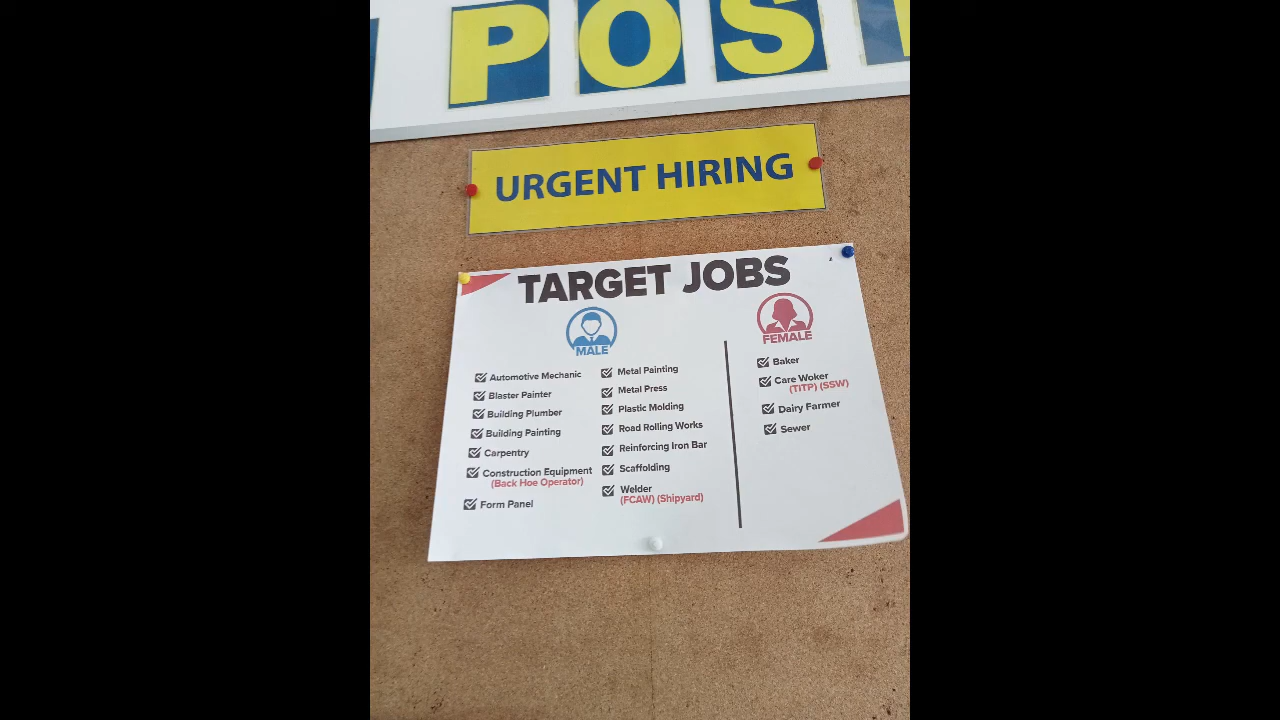 POS
URGENT HIRING
TARGET JOBS
MALE
Automotive Mechanic
Blaster Painter
Building Plumber
Building Painting
Carpentry
Construction Equipment
(Back Hoe Operator)
Form Panel
Metal Painting
Metal Press
Plastic Molding
Road Rolling Works
Reinforcing Iron Bar
Scaffolding
Welder
(FCAW) (Shipyard)
FEMALE
Baker
Care Woker
(TITP) (SSW)
Dairy Farmer
Sewer